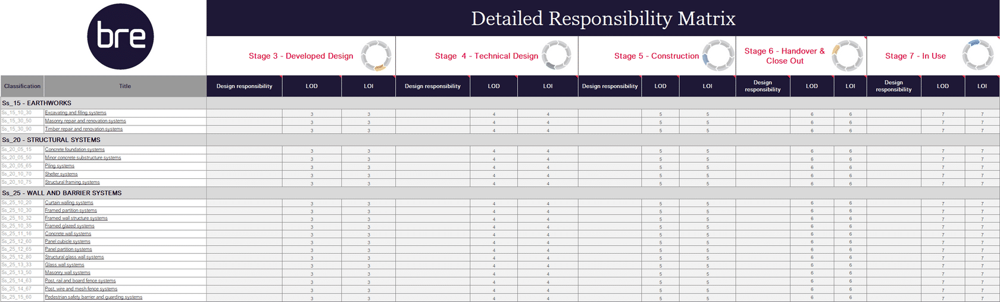 bre
Detailed Responsibility Matrix
Stage 3 - Developed Design
Stage 4 - Technical Design
Stage 5 - Construction
Stage 6 - Handover &
Close Out
Stage 7 - In Use
Classification Title Design responsibility LOD LOI Design responsibility LOD LOI Design responsibility LOD LOI Design responsibility LOD LOI Design responsibility LOD LOI
Ss_15 - EARTHWORKS
Ss_15_10_30 Excavating and filling systems 3 3 4 4 5 5 6 6 7 7
Ss_15_30_50 Masonry repair and renovation systems 3 3 4 4 5 5 6 6 7 7
Ss_15_30_90 Timber repair and renovation systems 3 3 4 4 5 5 6 6 7 7
Ss_20 - STRUCTURAL SYSTEMS
Ss_20_05_15 Concrete foundation systems 3 3 4 4 5 5 6 6 7 7
Ss_20_05_50 Minor concrete substructure systems 3 3 4 4 5 5 6 6 7 7
Ss_20_05_65 Piling systems 3 3 4 4 5 5 6 6 7 7
Ss_20_10_70 Shelter systems 3 3 4 4 5 5 6 6 7 7
Ss_20_10_75 Structural framing systems 3 3 4 4 5 5 6 6 7 7
Ss_25 - WALL AND BARRIER SYSTEMS
Ss_25_10_20 Curtain walling systems 3 3 4 4 5 5 6 6 7 7
Ss_25_10_30 Framed partition systems 3 3 4 4 5 5 6 6 7 7
Ss_25_10_32 Framed wall structure systems 3 3 4 4 5 5 6 6 7 7
Ss_25_10_35 Framed glazed systems 3 3 4 4 5 5 6 6 7 7
Ss_25_11_16 Concrete wall systems 3 3 4 4 5 5 6 6 7 7
Ss_25_12_60 Panel cubicle systems 3 3 4 4 5 5 6 6 7 7
Ss_25_12_65 Panel partition systems 3 3 4 4 5 5 6 6 7 7
Ss_25_12_80 Structural glass wall systems 3 3 4 4 5 5 6 6 7 7
Ss_25_13_33 Glass wall systems 3 3 4 4 5 5 6 6 7 7
Ss_25_13_50 Masonry wall systems 3 3 4 4 5 5 6 6 7 7
Ss_25_14_63 Post, rail and board fence systems 3 3 4 4 5 5 6 6 7 7
Ss_25_14_67 Post, wire and mesh fence systems 3 3 4 4 5 5 6 6 7 7
Ss_25_15_60 Pedestrian safety barrier and guarding systems 3 3 4 4 5 5 6 6 7 7